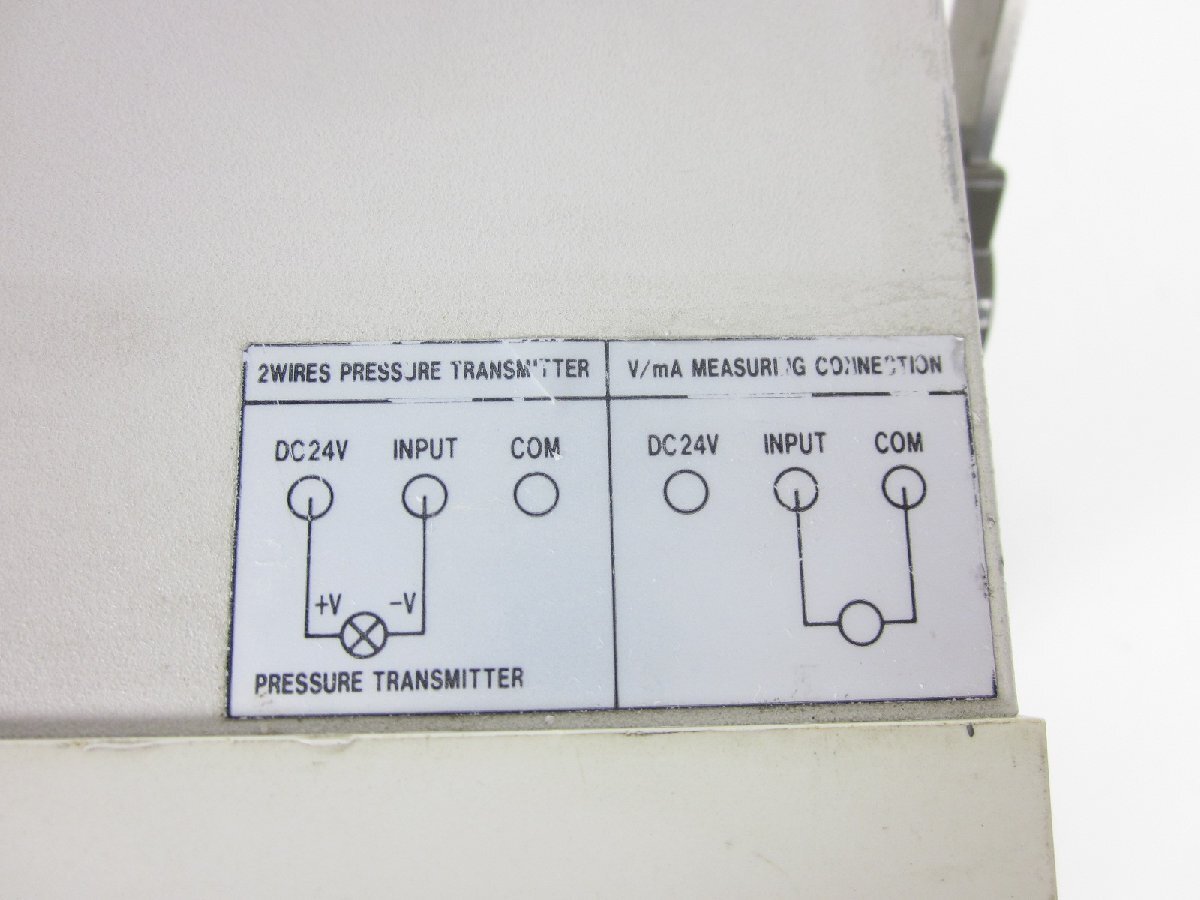 2WIRES PRESSURE TRANSMITTER
V/mA MEASURING CONNECTION
DC24V INPUT COM
DC24V INPUT COM
+V -V
PRESSURE TRANSMITTER